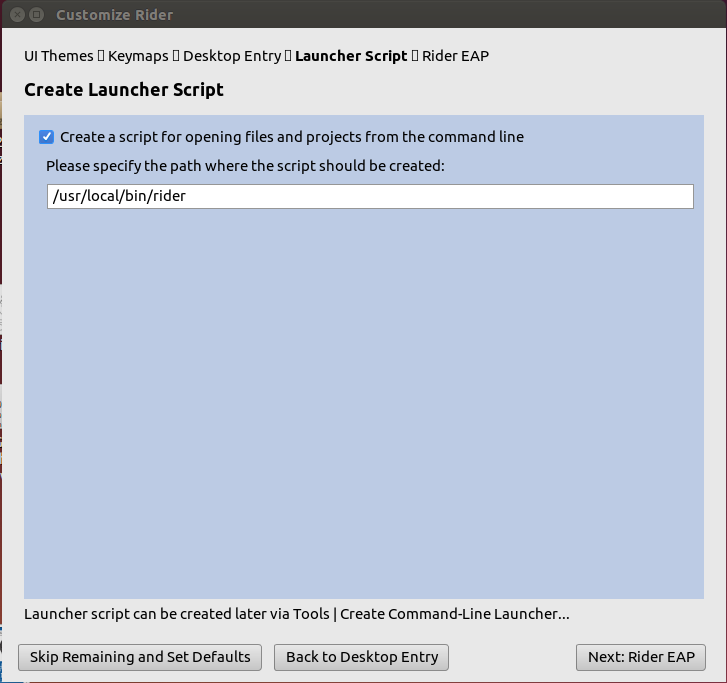 Customize Rider
UI Themes ▯ Keymaps ▯ Desktop Entry ▯ Launcher Script ▯ Rider EAP
Create Launcher Script
Create a script for opening files and projects from the command line
Please specify the path where the script should be created:
/usr/local/bin/rider
Launcher script can be created later via Tools | Create Command-Line Launcher...
Skip Remaining and Set Defaults
Back to Desktop Entry
Next: Rider EAP